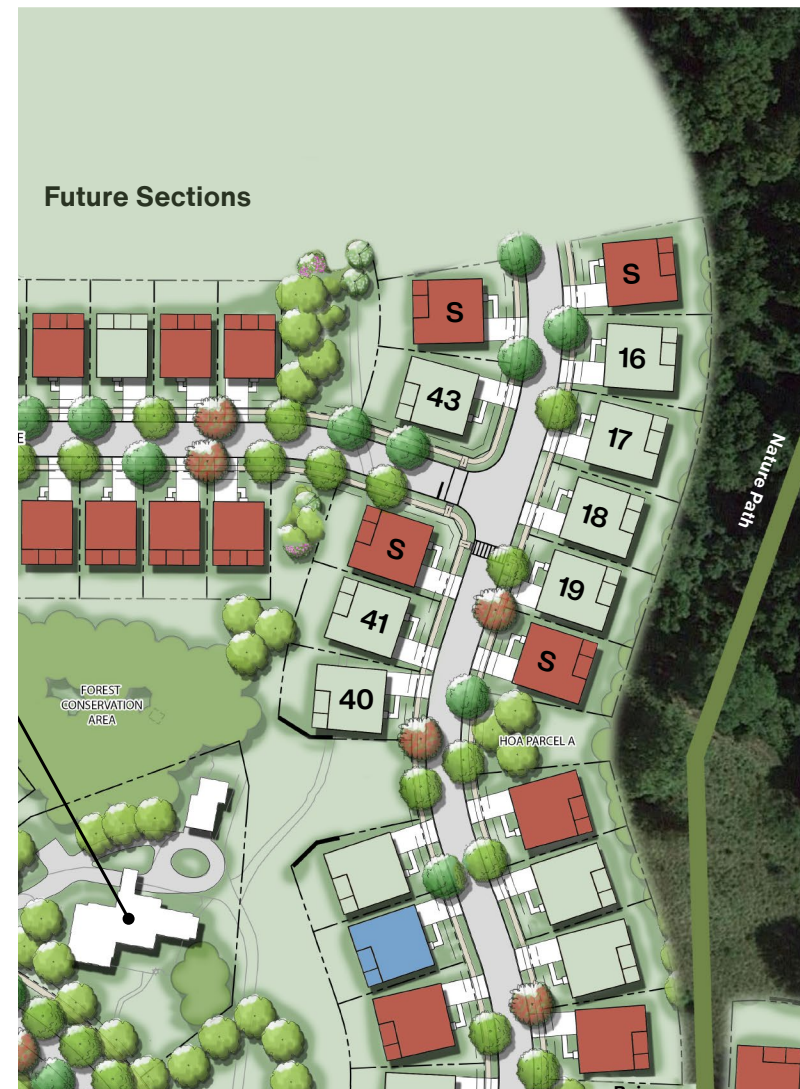 Future Sections
S
S
16
43
17
Nature Path
E
18
S
19
41
S
40
FOREST
CONSERVATION
AREA
HOA PARCEL A